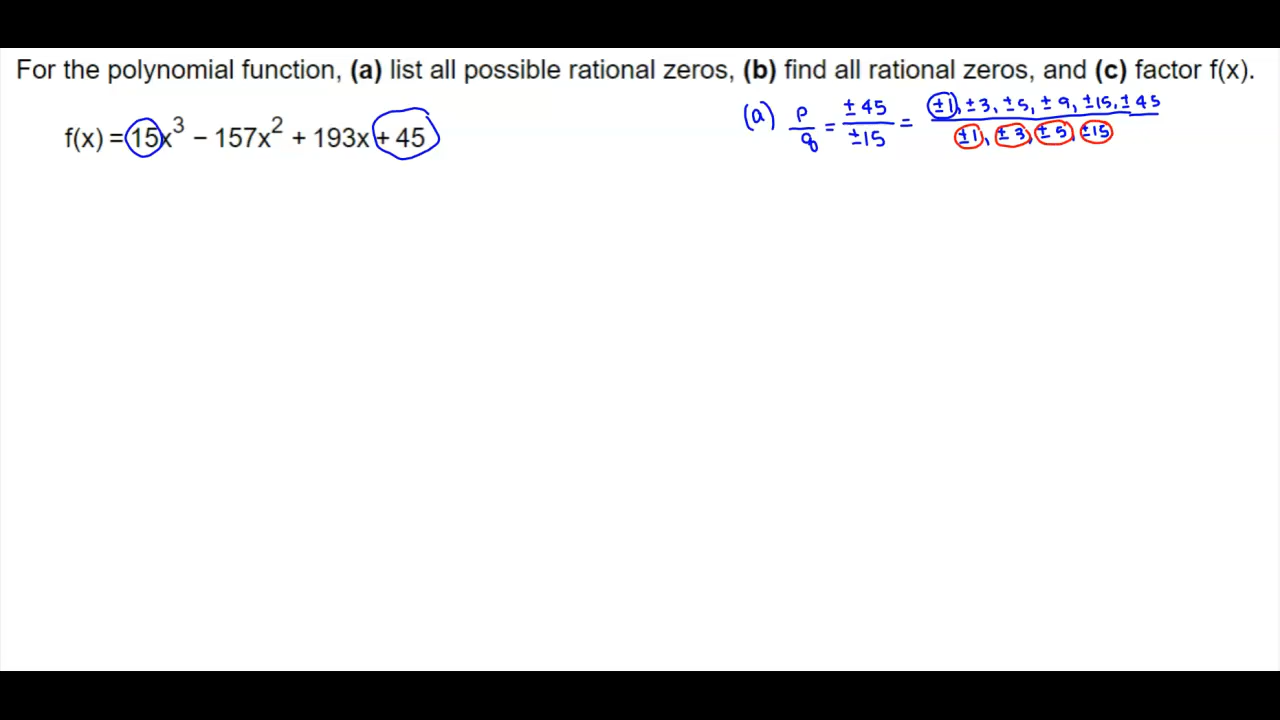 For the polynomial function, (a) list all possible rational zeros, (b) find all rational zeros, and (c) factor f(x).
f(x) = 15x³ − 157x² + 193x + 45
(a) p/q = ±45/±15 = ±1, ±3, ±5, ±9, ±15, ±45 / ±1, ±3, ±5, ±15